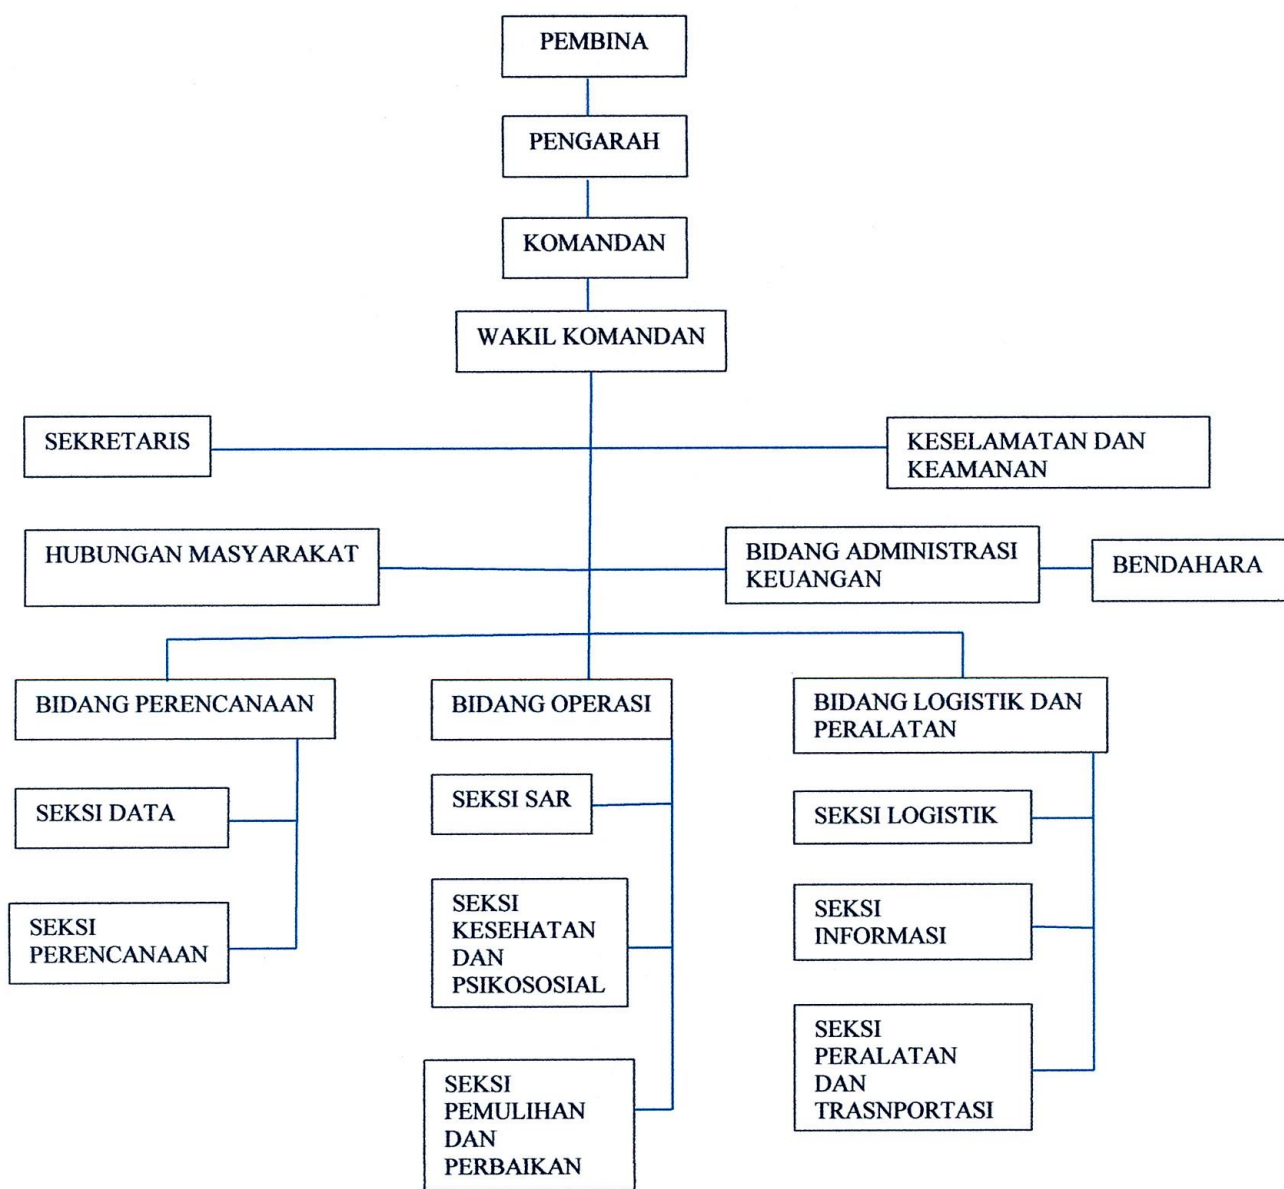 PEMBINA
PENGARAH
KOMANDAN
WAKIL KOMANDAN
SEKRETARIS
KESELAMATAN DAN
KEAMANAN
HUBUNGAN MASYARAKAT
BIDANG ADMINISTRASI
KEUANGAN
BENDAHARA
BIDANG PERENCANAAN
SEKSI DATA
SEKSI
PERENCANAAN
BIDANG OPERASI
SEKSI SAR
SEKSI
KESEHATAN
DAN
PSIKOSOSIAL
SEKSI
PEMULIHAN
DAN
PERBAIKAN
BIDANG LOGISTIK DAN
PERALATAN
SEKSI LOGISTIK
SEKSI
INFORMASI
SEKSI
PERALATAN
DAN
TRASNPORTASI